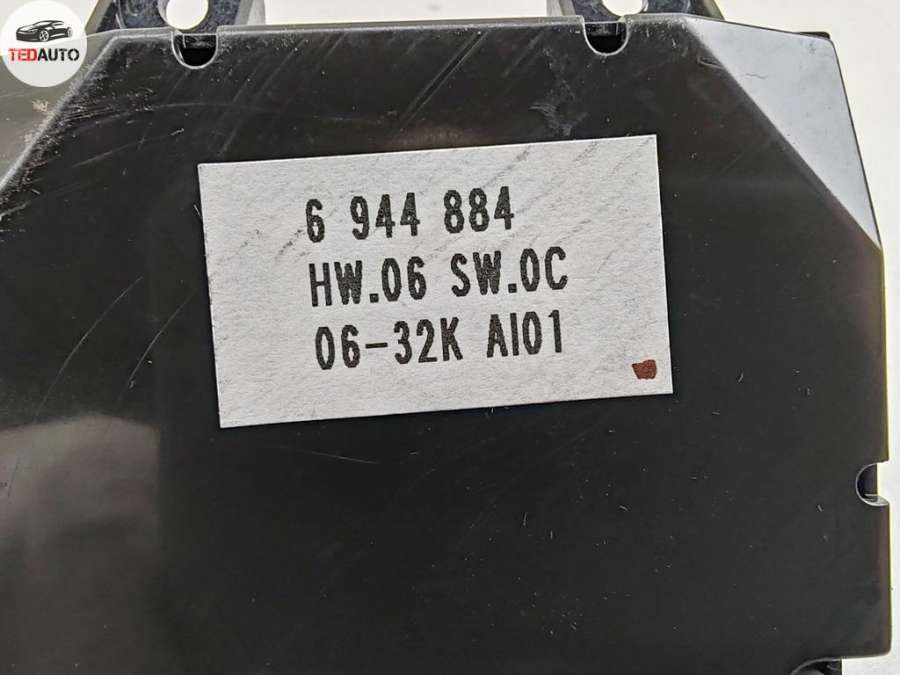 TEDAUTO
6 944 884
HW.06 SW.0C
06-32K AI01